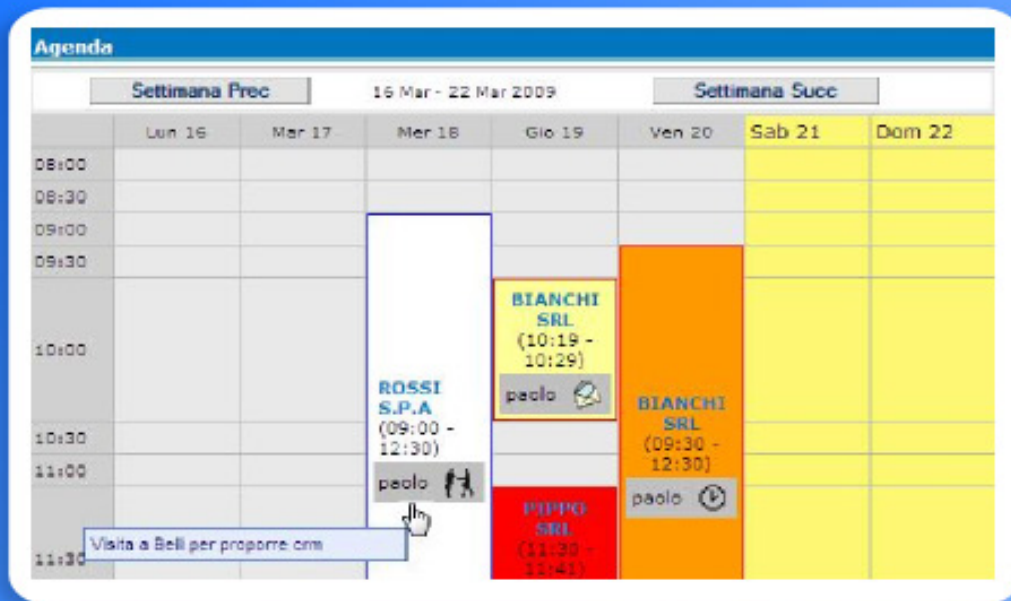 Agenda
Settimana Prec 16 Mar - 22 Mar 2009 Settimana Succ
Lun 16 Mar 17 Mer 18 Gio 19 Ven 20 Sab 21 Dom 22
08:00
08:30
09:00
09:30
10:00
10:30
11:00
11:30
ROSSI
S.P.A
(09:00 -
12:30)
paolo
Visita a Belli per proporre crm
BIANCHI
SRL
(10:19 -
10:29)
paolo
PIPPO
SRL
(11:30 -
11:41)
BIANCHI
SRL
(09:30 -
12:30)
paolo